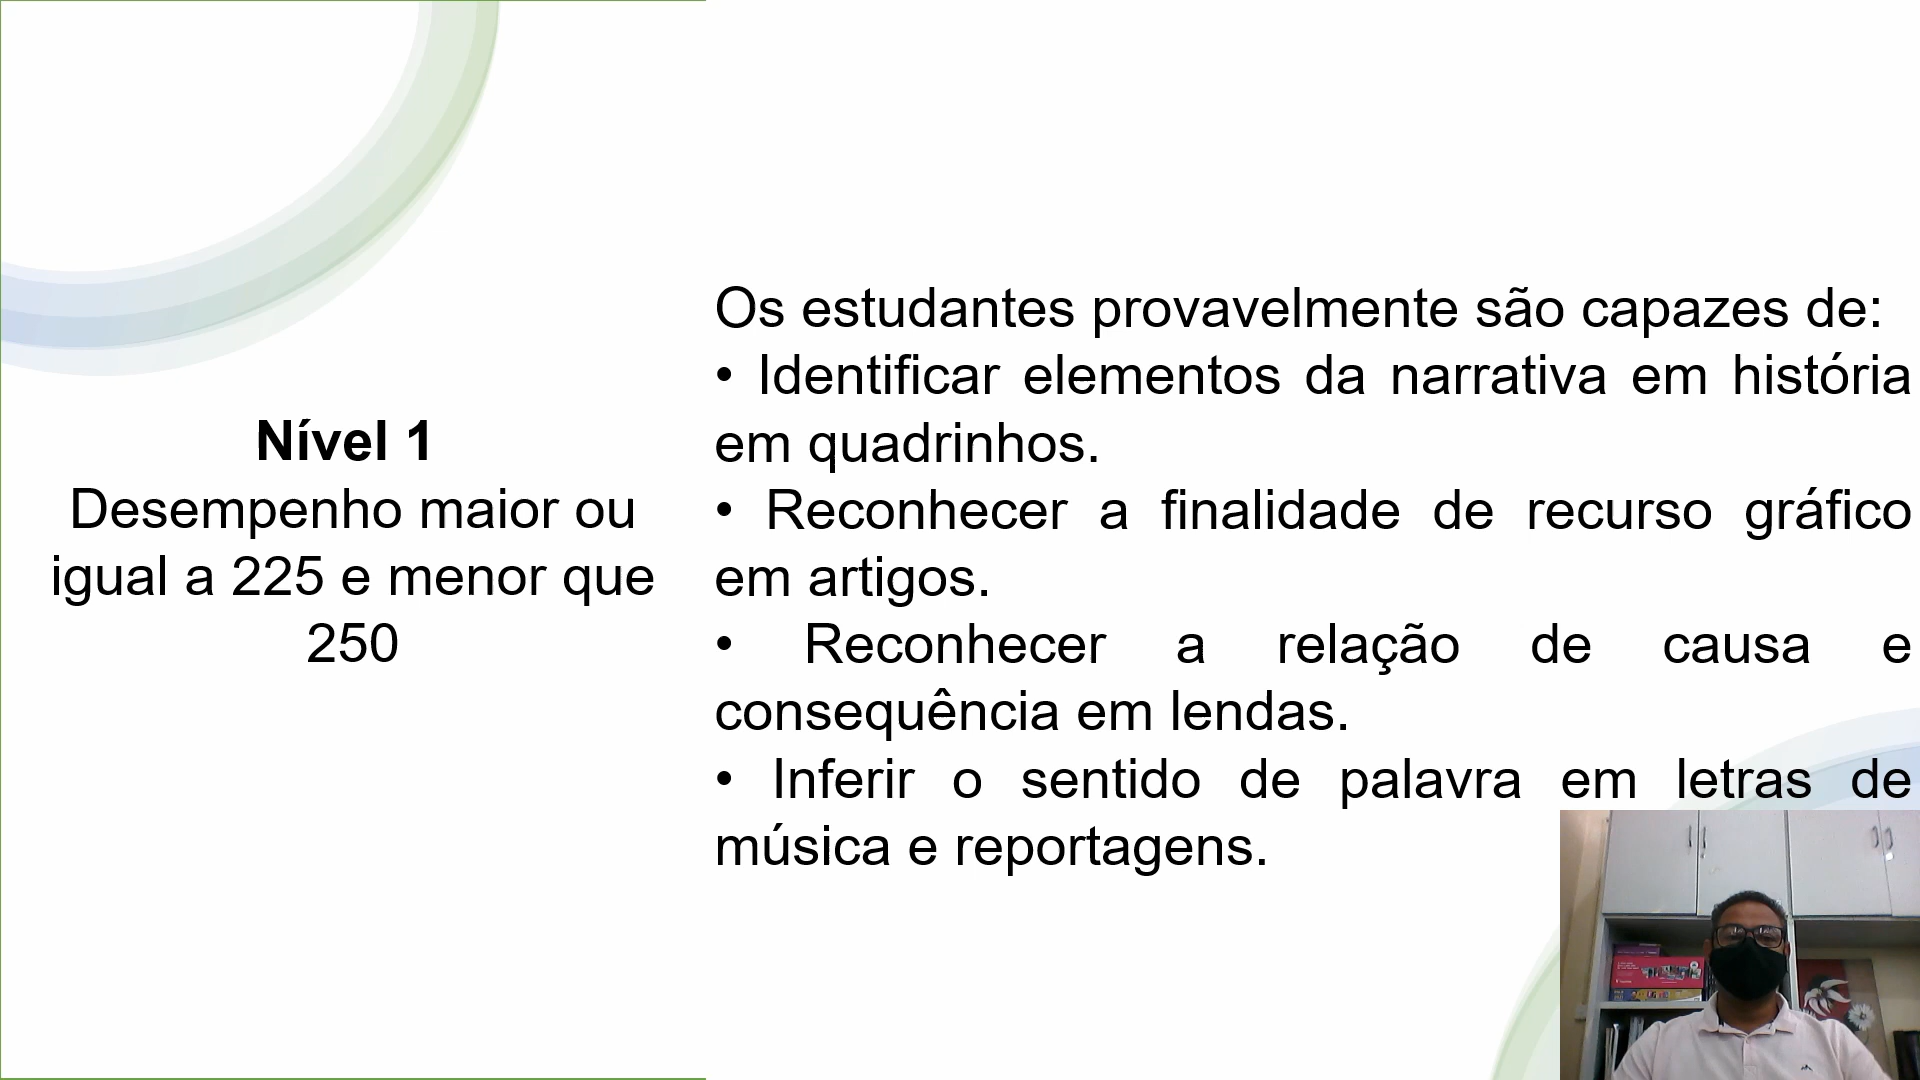 Nível 1
Desempenho maior ou
igual a 225 e menor que
250
Os estudantes provavelmente são capazes de:
• Identificar elementos da narrativa em história
em quadrinhos.
• Reconhecer a finalidade de recurso gráfico
em artigos.
• Reconhecer a relação de causa e
consequência em lendas.
• Inferir o sentido de palavra em letras de
música e reportagens.